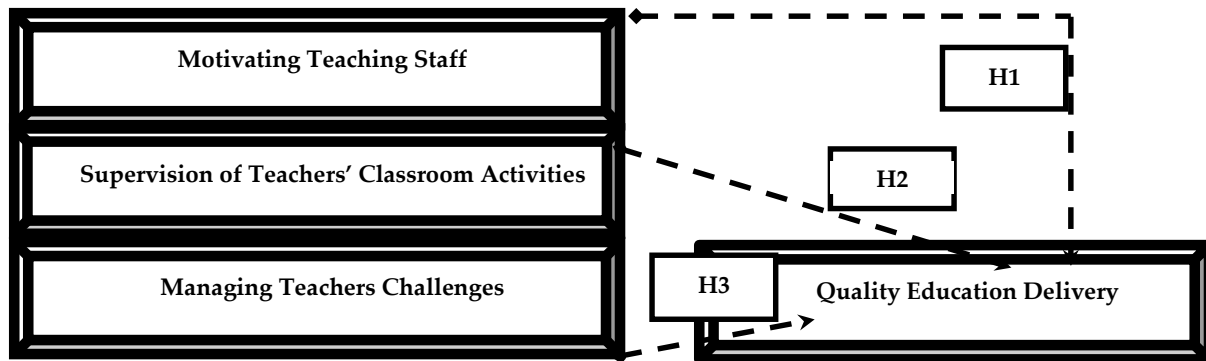 Motivating Teaching Staff
H1
Supervision of Teachers’ Classroom Activities
H2
Managing Teachers Challenges
H3
Quality Education Delivery